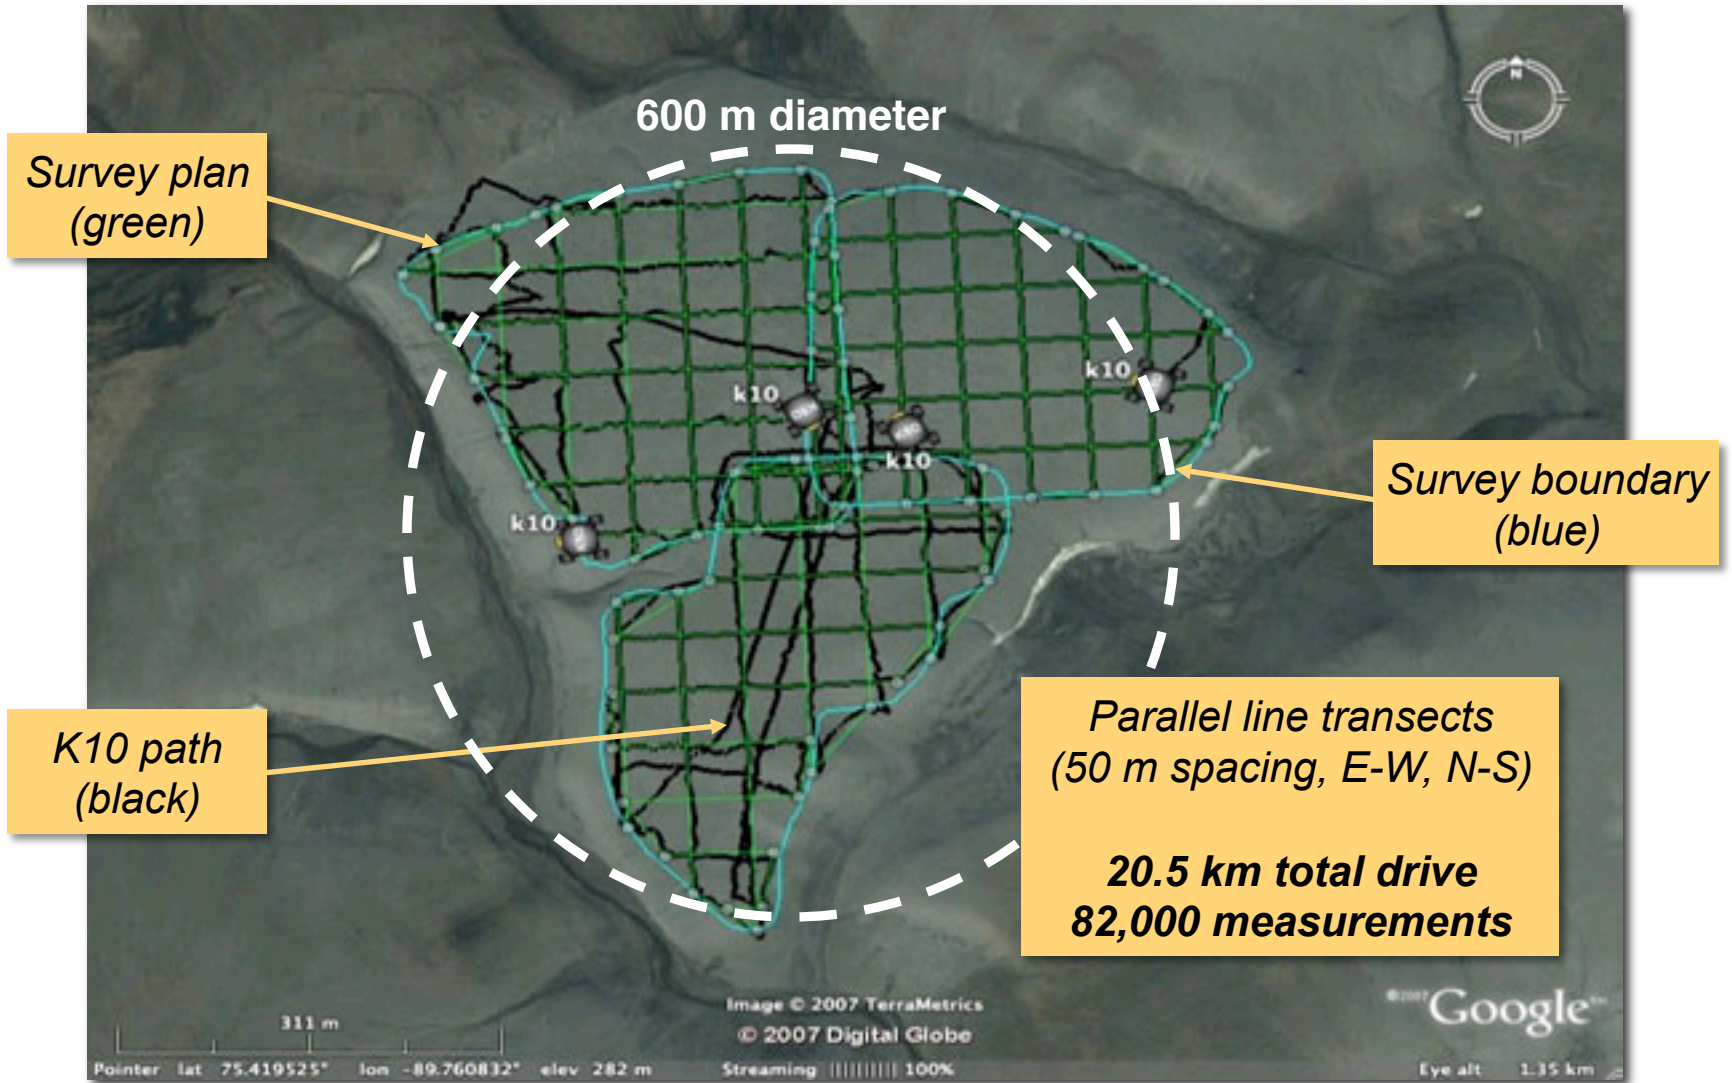 600 m diameter
N
Survey plan
(green)
k10
k10
k10
k10
Survey boundary
(blue)
K10 path
(black)
Parallel line transects
(50 m spacing, E-W, N-S)
20.5 km total drive
82,000 measurements
Image © 2007 TerraMetrics
© 2007 Digital Globe
©2007 Google™
311 m
Pointer lat 75.419525° lon -89.760832° elev 282 m Streaming 100% Eye alt 1.35 km